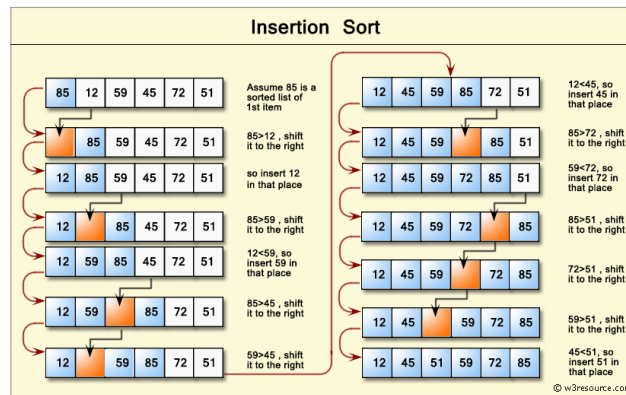 Insertion Sort
85 12 59 45 72 51
Assume 85 is a
sorted list of
1st item
85 59 45 72 51
85>12 , shift
it to the right
12 85 59 45 72 51
so insert 12
in that place
12 85 45 72 51
85>59 , shift
it to the right
12 59 85 45 72 51
12<59, so
insert 59 in
that place
12 59 85 72 51
85>45 , shift
it to the right
12 59 85 72 51
59>45 , shift
it to the right
12 45 59 85 72 51
12<45, so
insert 45 in
that place
12 45 59 85 51
85>72 , shift
it to the right
12 45 59 72 85 51
59<72, so
insert 72 in
that place
12 45 59 72 85
85>51 , shift
it to the right
12 45 59 72 85
72>51 , shift
it to the right
12 45 59 72 85
59>51 , shift
it to the right
12 45 51 59 72 85
45<51, so
insert 51 in
that place
© w3resource.com